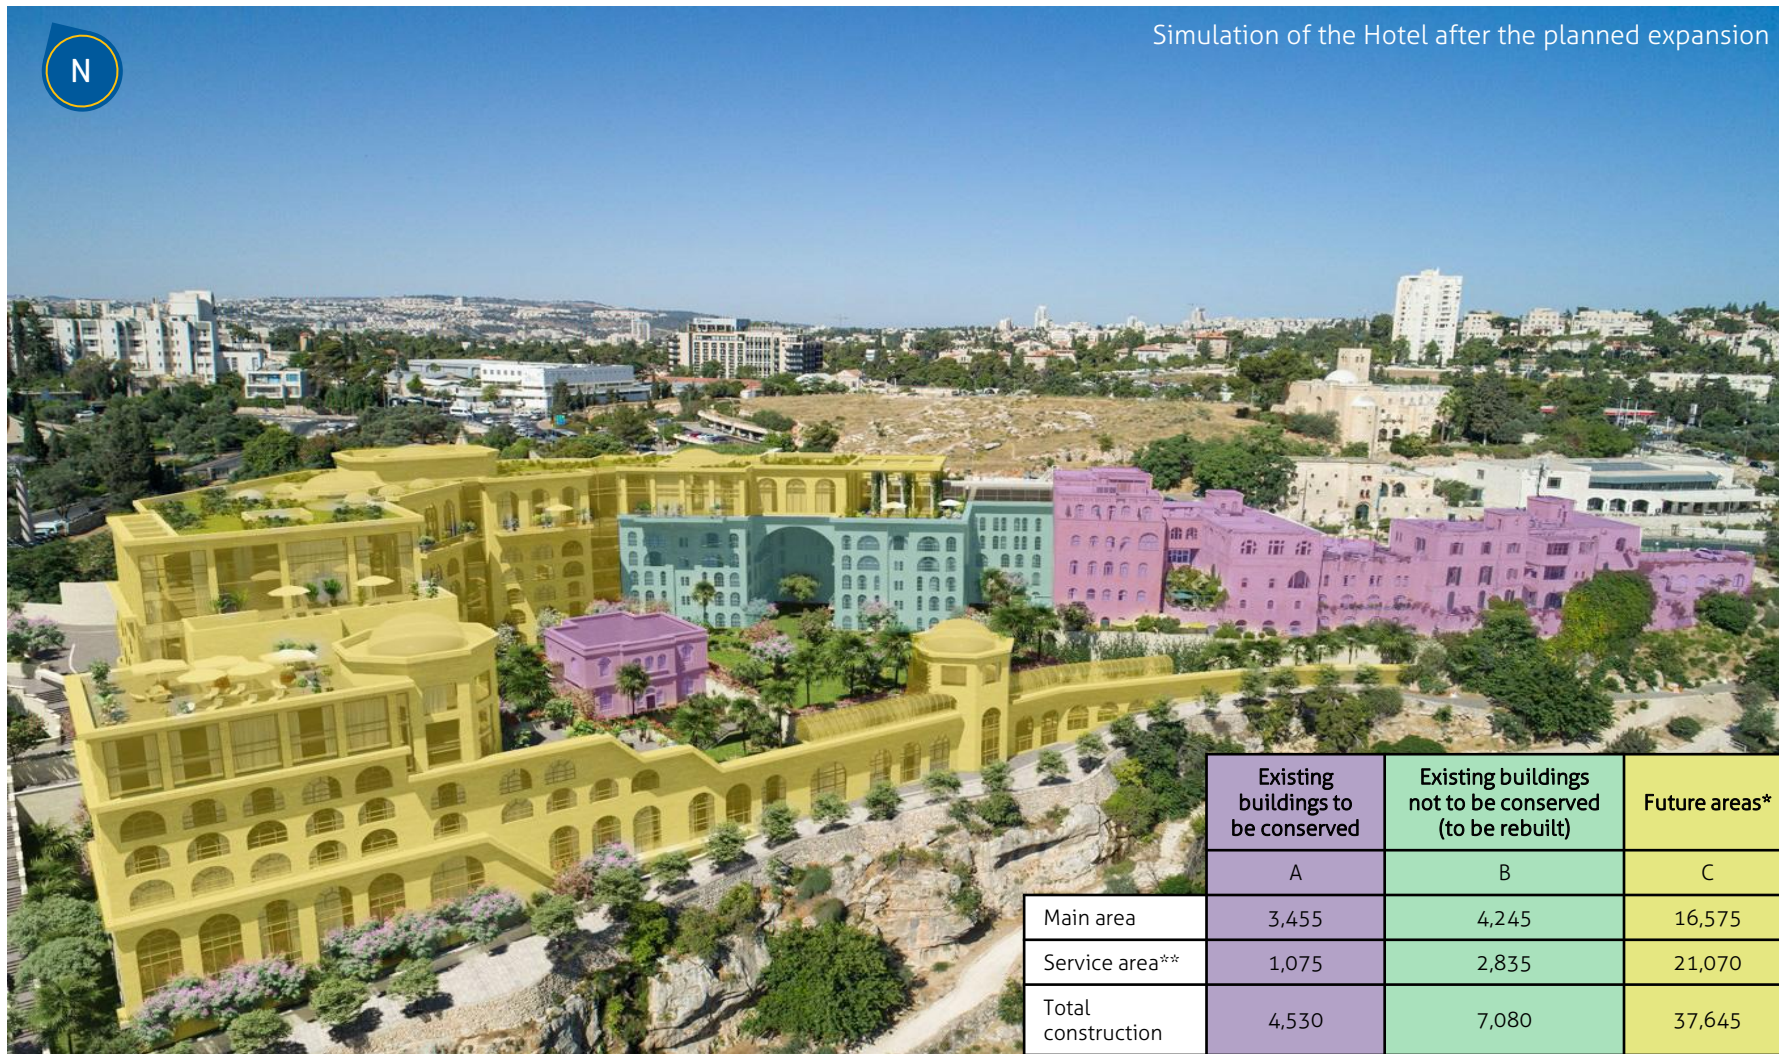 N
Simulation of the Hotel after the planned expansion
Existing
buildings to
be conserved
Existing buildings
not to be conserved
(to be rebuilt)
Future areas*
A
B
C
Main area
3,455
4,245
16,575
Service area**
1,075
2,835
21,070
Total
construction
4,530
7,080
37,645